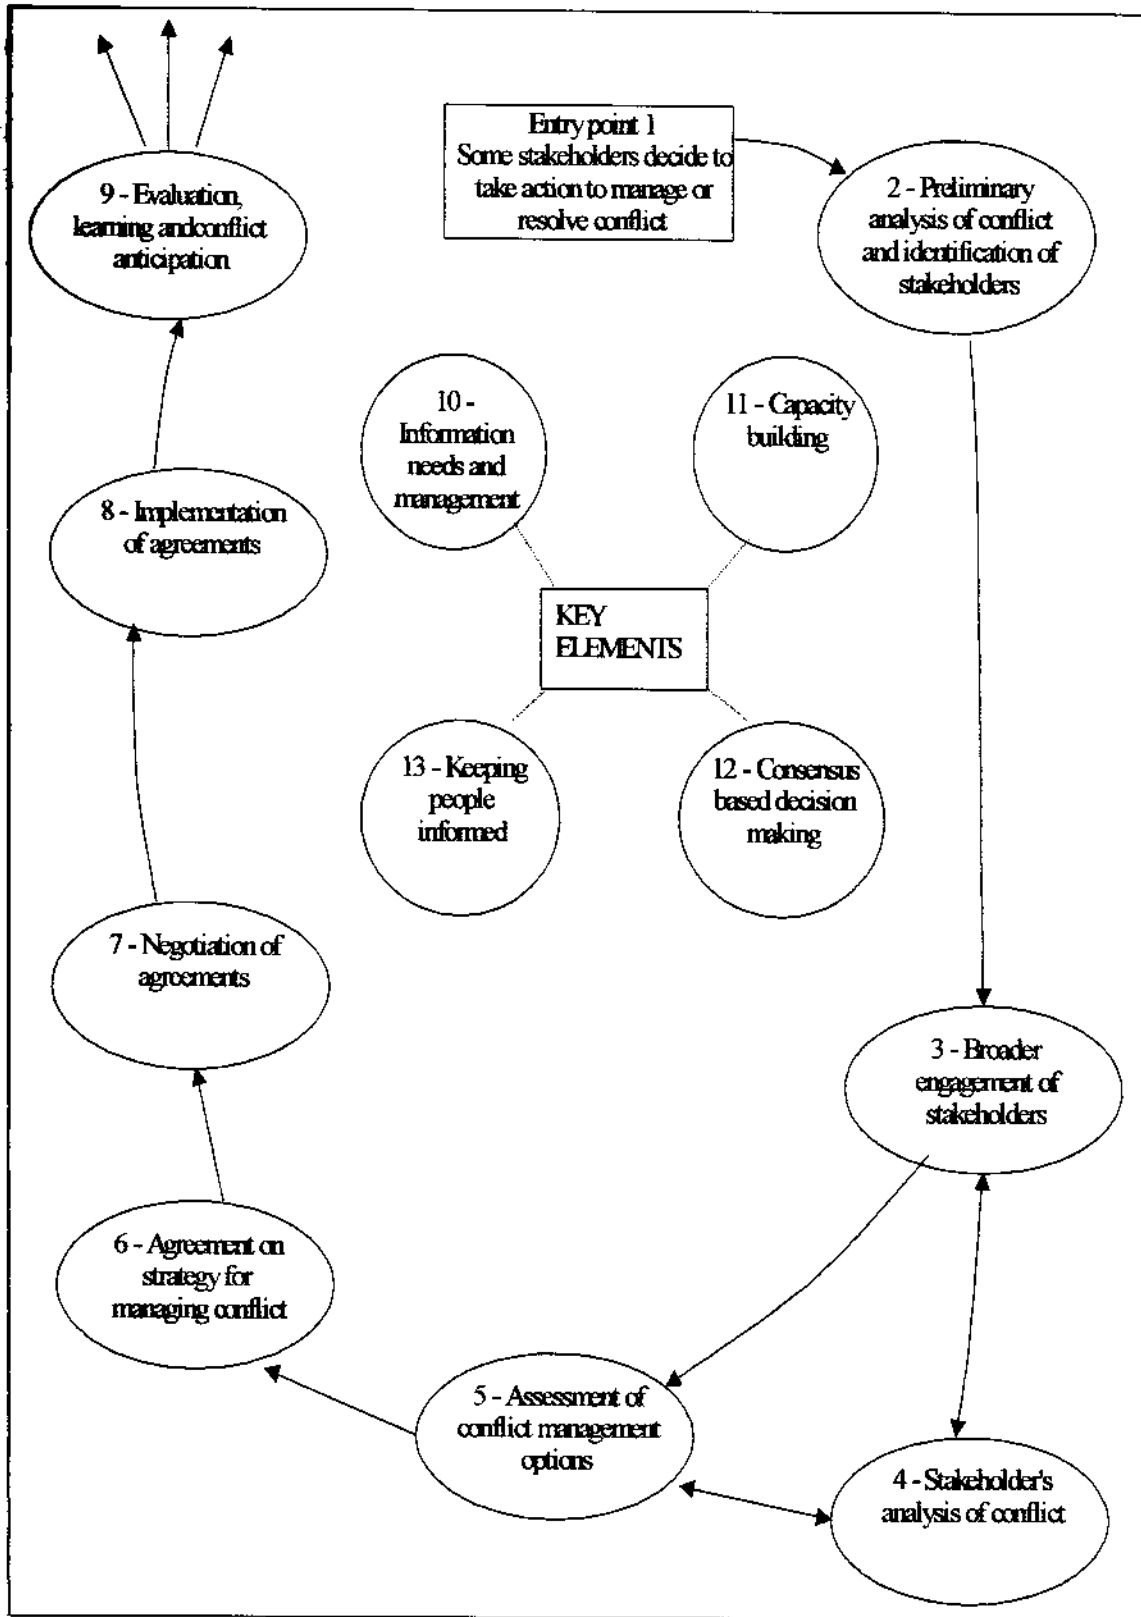 Entry point 1
Some stakeholders decide to
take action to manage or
resolve conflict
2 - Preliminary
analysis of conflict
and identification of
stakeholders
9 - Evaluation,
learning andconflict
anticipation
10 -
Information
needs and
management
11 - Capacity
building
8 - Implementation
of agreements
KEY
ELEMENTS
13 - Keeping
people
informed
12 - Consensus
based decision
making
7 - Negotiation of
agreements
3 - Broader
engagement of
stakeholders
6 - Agreement on
strategy for
managing conflict
5 - Assessment of
conflict management
options
4 - Stakeholder's
analysis of conflict